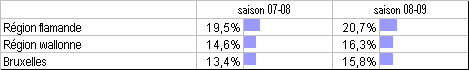 saison 07-08 saison 08-09
Région flamande 19,5% 20,7%
Région wallonne 14,6% 16,3%
Bruxelles 13,4% 15,8%